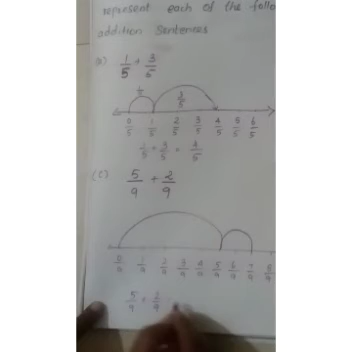 represent each of the follo
addition Sentences
(a) 1/5 + 3/5
1/5 3/5
0/5 1/5 2/5 3/5 4/5 5/5 6/5
1/5 + 3/5 = 4/5
(c) 5/9 + 2/9
0/9 1/9 2/9 3/9 4/9 5/9 6/9 7/9 8/9
5/9 + 2/9 =